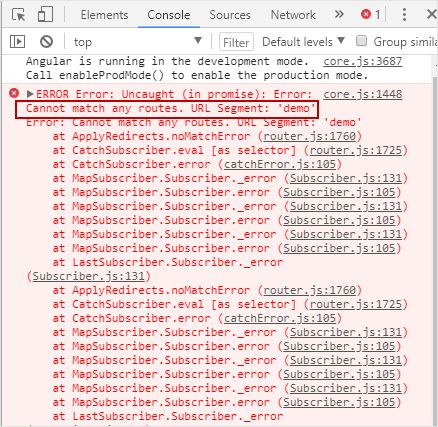 Elements Console Sources » 1
top Filter Default levels ▼ Group simila
Angular is running in the development mode. core.js:3687
Call enableProdMode() to enable the production mode.
▶ERROR Error: Uncaught (in promise): Error: core.js:1448
Cannot match any routes. URL Segment: 'demo'
Error: Cannot match any routes. URL Segment: 'demo'
at ApplyRedirects.noMatchError (router.js:1760)
at CatchSubscriber.eval [as selector] (router.js:1725)
at CatchSubscriber.error (catchError.js:105)
at MapSubscriber.Subscriber._error (Subscriber.js:131)
at MapSubscriber.Subscriber.error (Subscriber.js:105)
at MapSubscriber.Subscriber._error (Subscriber.js:131)
at MapSubscriber.Subscriber.error (Subscriber.js:105)
at MapSubscriber.Subscriber._error (Subscriber.js:131)
at MapSubscriber.Subscriber.error (Subscriber.js:105)
at LastSubscriber.Subscriber._error
(Subscriber.js:131)
at ApplyRedirects.noMatchError (router.js:1760)
at CatchSubscriber.eval [as selector] (router.js:1725)
at CatchSubscriber.error (catchError.js:105)
at MapSubscriber.Subscriber._error (Subscriber.js:131)
at MapSubscriber.Subscriber.error (Subscriber.js:105)
at MapSubscriber.Subscriber._error (Subscriber.js:131)
at MapSubscriber.Subscriber.error (Subscriber.js:105)
at MapSubscriber.Subscriber._error (Subscriber.js:131)
at MapSubscriber.Subscriber.error (Subscriber.js:105)
at LastSubscriber.Subscriber._error